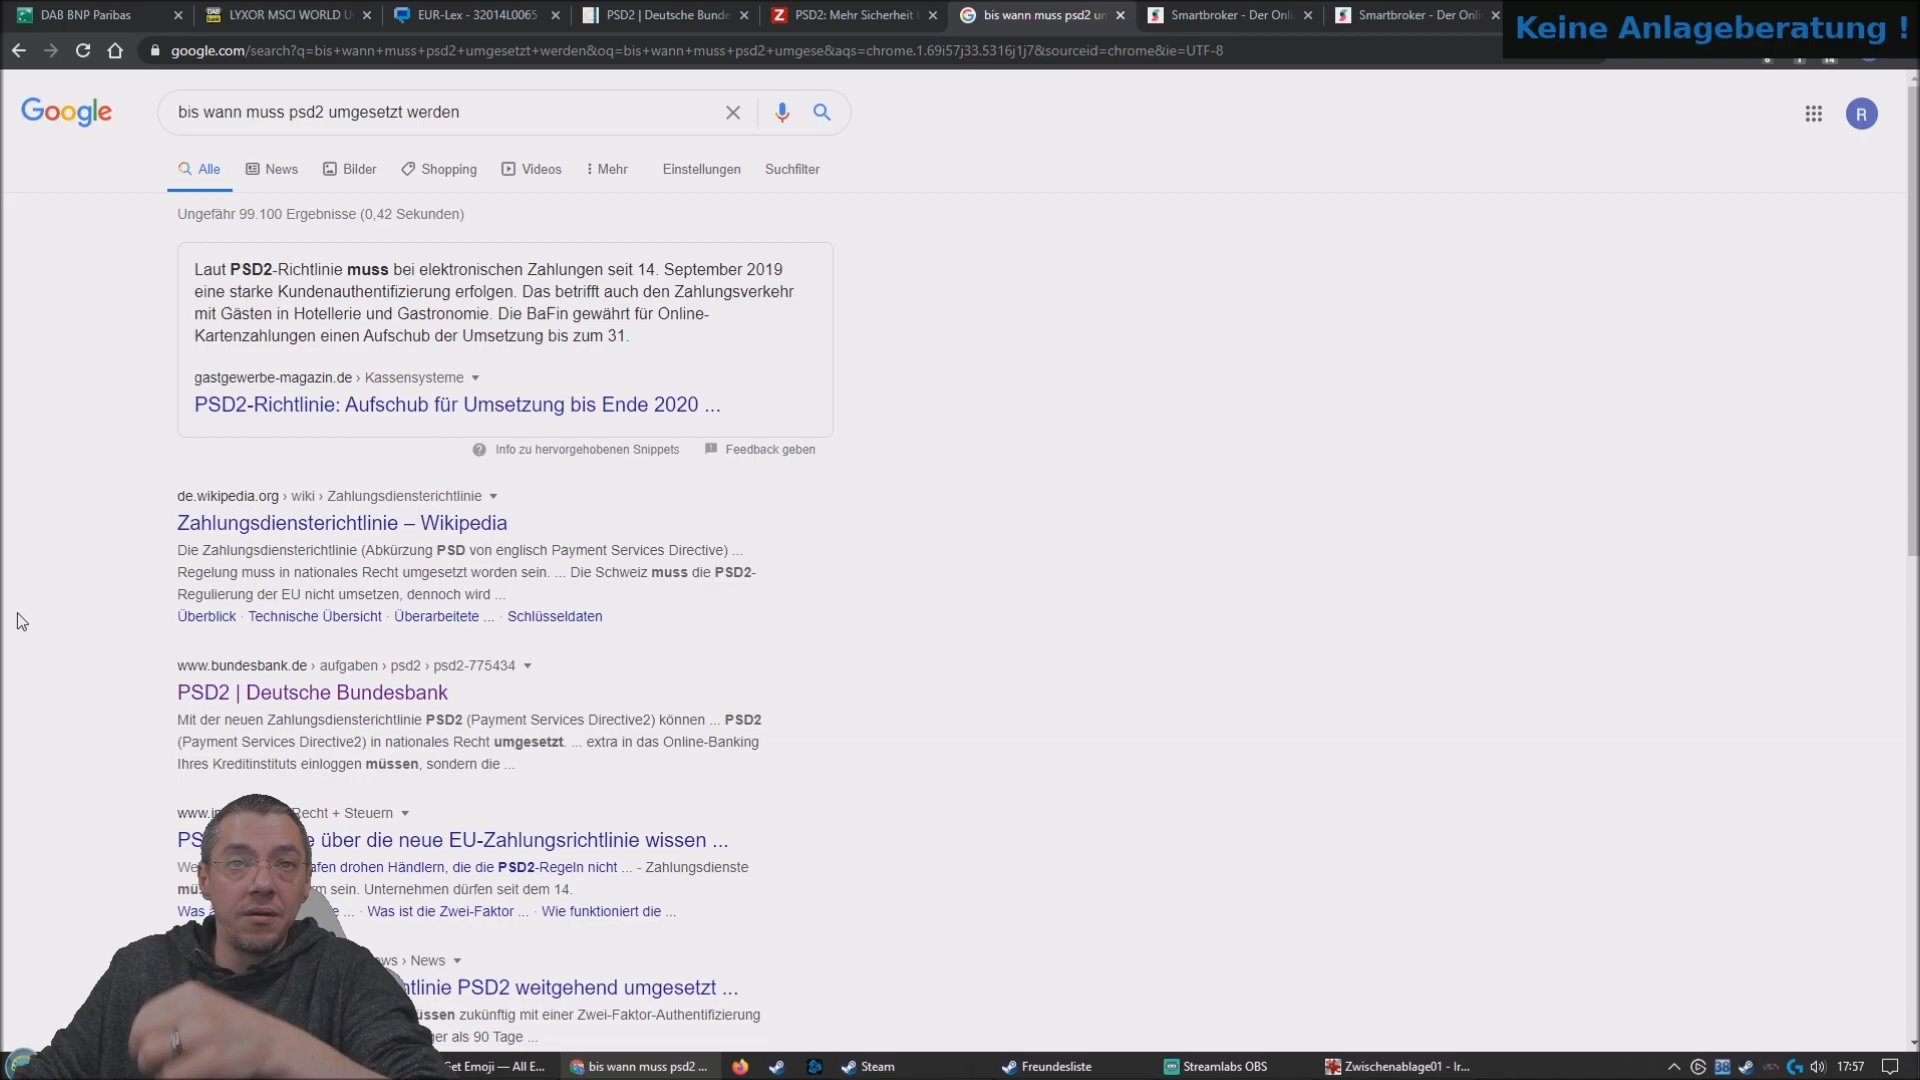 DAB BNP Paribas
LYXOR MSCI WORLD U
EUR-Lex - 32014L0065
PSD2 | Deutsche Bunde
PSD2: Mehr Sicherheit
bis wann muss psd2 um
Smartbroker - Der Onli
Smartbroker - Der Onli
Keine Anlageberatung !
google.com/search?q=bis+wann+muss+psd2+umgesetzt+werden&oq=bis+wann+muss+psd2+umgese&aqs=chrome.1.69i57j33.5316j1j7&sourceid=chrome&ie=UTF-8
Google
bis wann muss psd2 umgesetzt werden
R
Alle
News
Bilder
Shopping
Videos
Mehr
Einstellungen
Suchfilter
Ungefähr 99.100 Ergebnisse (0,42 Sekunden)
Laut PSD2-Richtlinie muss bei elektronischen Zahlungen seit 14. September 2019
eine starke Kundenauthentifizierung erfolgen. Das betrifft auch den Zahlungsverkehr
mit Gästen in Hotellerie und Gastronomie. Die BaFin gewährt für Online-
Kartenzahlungen einen Aufschub der Umsetzung bis zum 31.
gastgewerbe-magazin.de › Kassensysteme
PSD2-Richtlinie: Aufschub für Umsetzung bis Ende 2020 ...
Info zu hervorgehobenen Snippets
Feedback geben
de.wikipedia.org › wiki › Zahlungsdiensterichtlinie
Zahlungsdiensterichtlinie – Wikipedia
Die Zahlungsdiensterichtlinie (Abkürzung PSD von englisch Payment Services Directive) ...
Regelung muss in nationales Recht umgesetzt worden sein. ... Die Schweiz muss die PSD2-
Regulierung der EU nicht umsetzen, dennoch wird ...
Überblick · Technische Übersicht · Überarbeitete ... · Schlüsseldaten
www.bundesbank.de › aufgaben › psd2 › psd2-775434
PSD2 | Deutsche Bundesbank
Mit der neuen Zahlungsdiensterichtlinie PSD2 (Payment Services Directive2) können ... PSD2
(Payment Services Directive2) in nationales Recht umgesetzt. ... extra in das Online-Banking
Ihres Kreditinstituts einloggen müssen, sondern die ...
Recht + Steuern
über die neue EU-Zahlungsrichtlinie wissen ...
drohen Händlern, die die PSD2-Regeln nicht ... - Zahlungsdienste
sein. Unternehmen dürfen seit dem 14.
Was ... · Was ist die Zwei-Faktor ... · Wie funktioniert die ...
› News
PSD2 weitgehend umgesetzt ...
zukünftig mit einer Zwei-Faktor-Authentifizierung
als 90 Tage ...
Get Emoji — All E...
bis wann muss psd2 ...
Steam
Freundesliste
Streamlabs OBS
Zwischenablage01 - Ir...
38
17:57